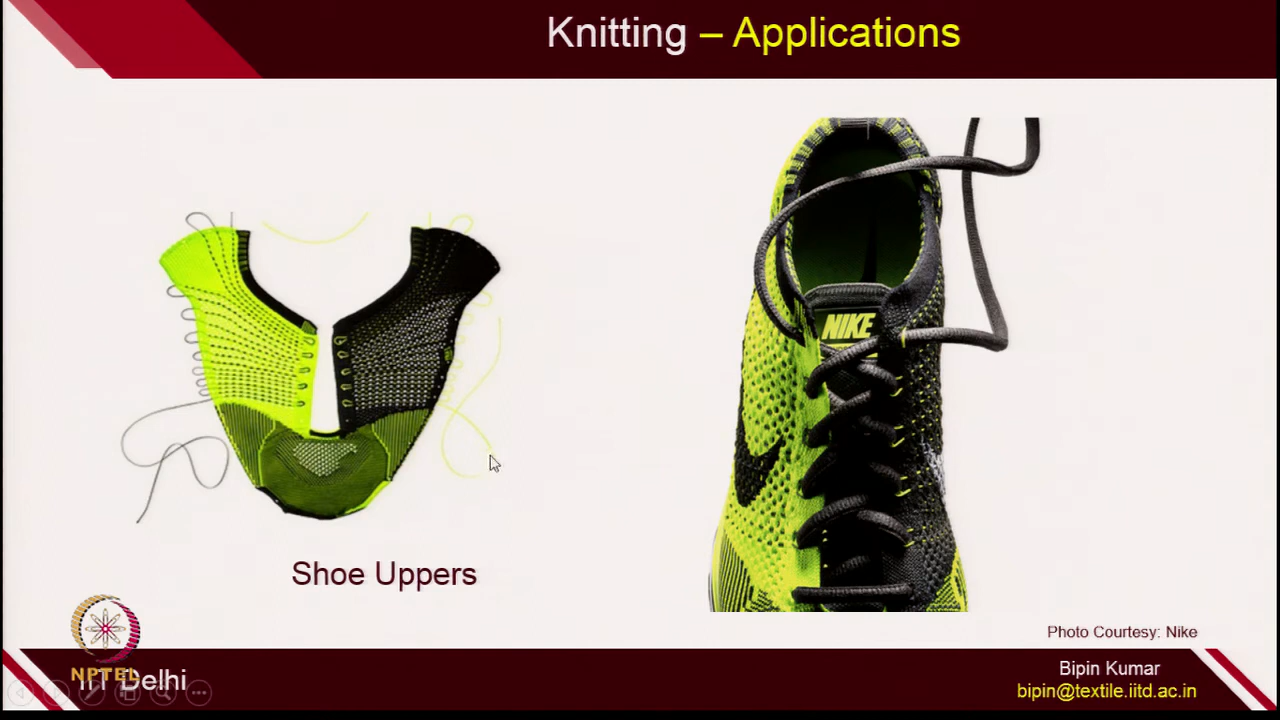 Knitting – Applications
NIKE
Shoe Uppers
Photo Courtesy: Nike
NPTEL
IIT Delhi
Bipin Kumar
bipin@textile.iitd.ac.in